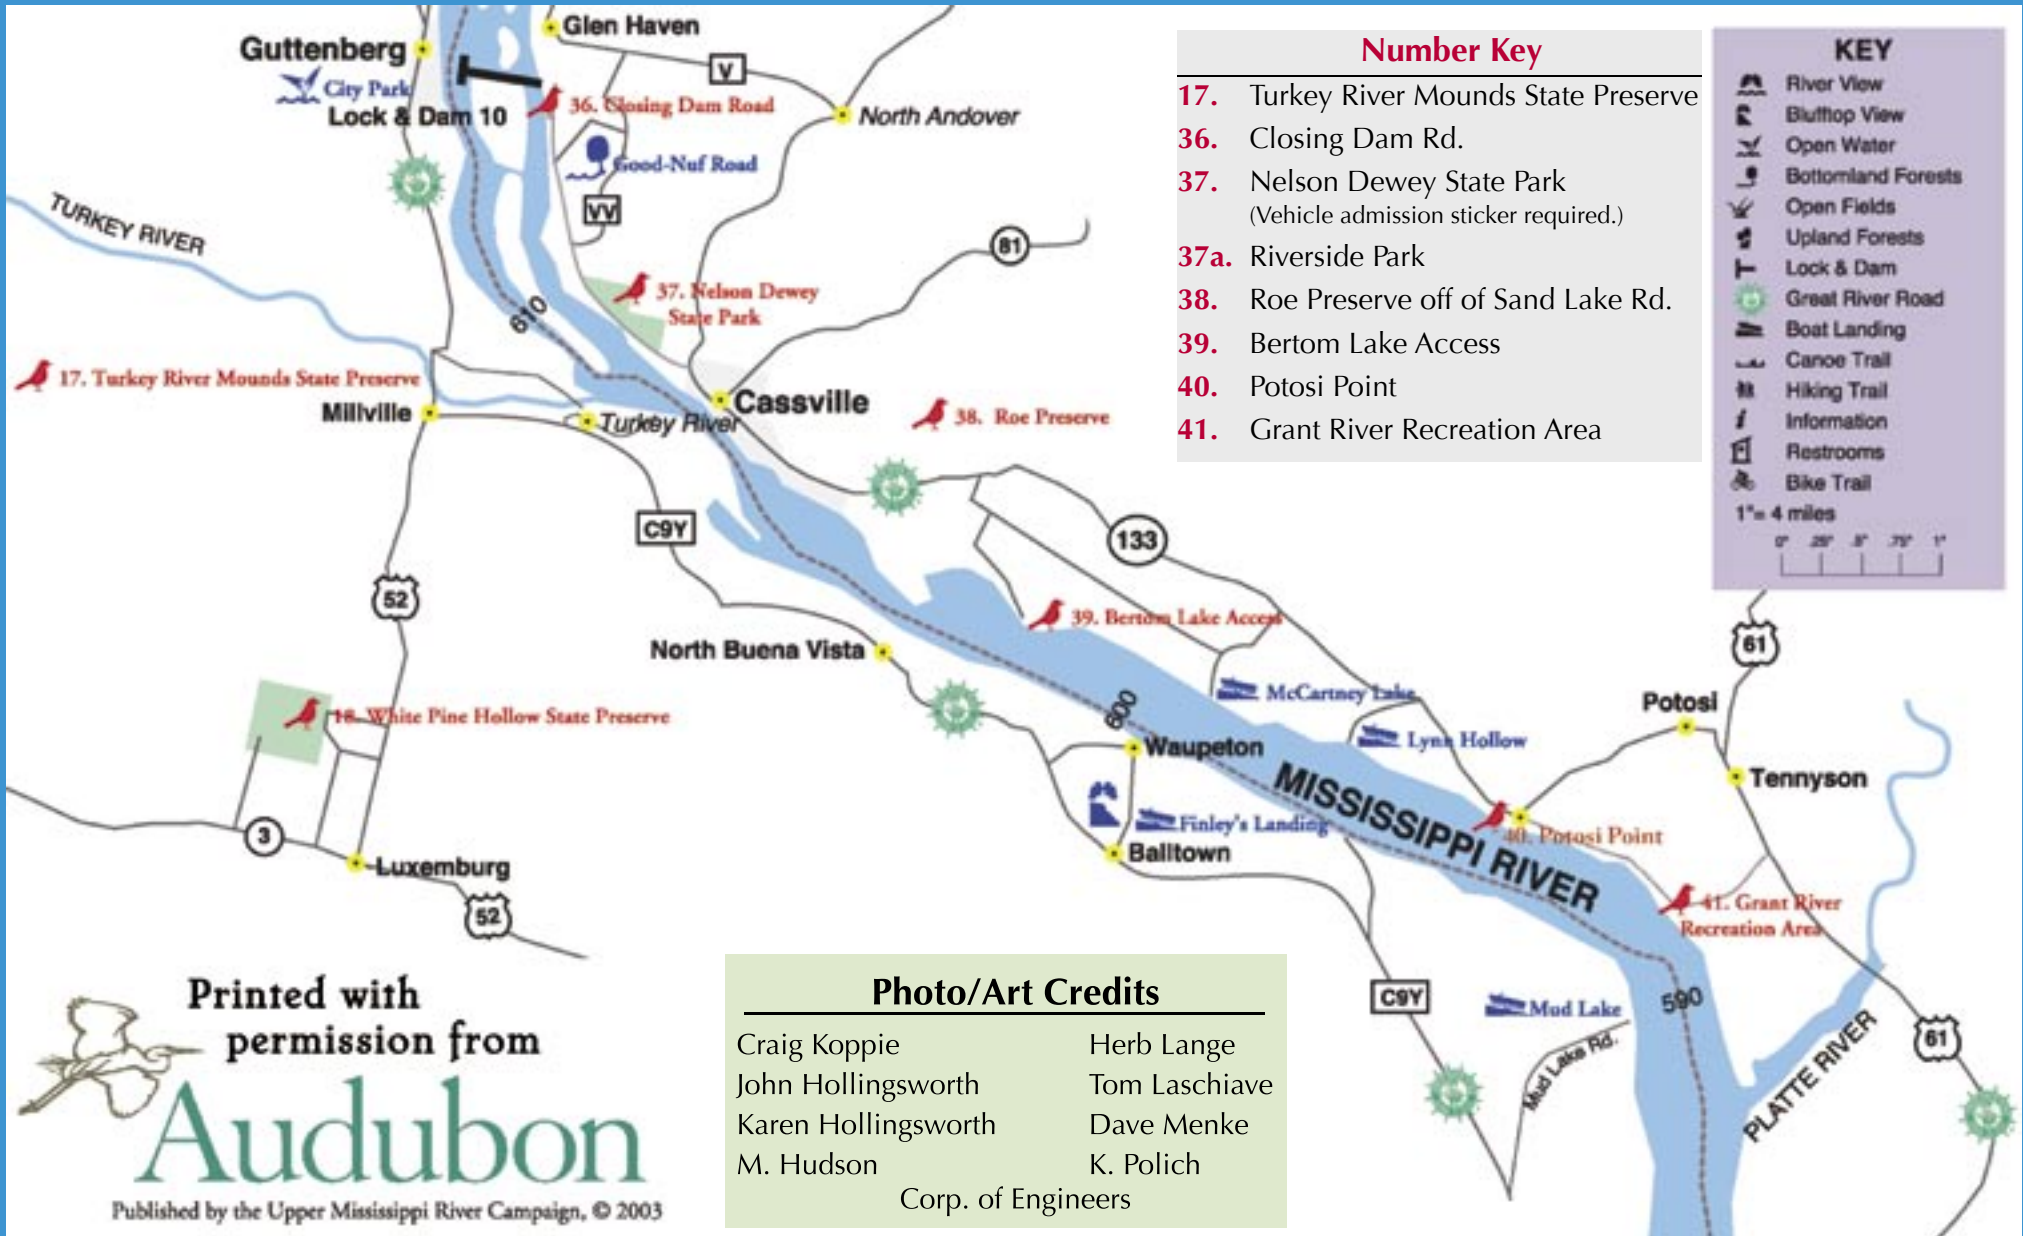 Glen Haven
Guttenberg
V
City Park
36. Closing Dam Road
Lock & Dam 10
North Andover
Good-Nuf Road
VV
TURKEY RIVER
81
37. Nelson Dewey
State Park
610
17. Turkey River Mounds State Preserve
Millville
Turkey River
Cassville
38. Roe Preserve
C9Y
133
52
39. Bertom Lake Access
North Buena Vista
61
McCartney Lake
600
Potosi
18. White Pine Hollow State Preserve
Waupeton
Lynn Hollow
Tennyson
MISSISSIPPI RIVER
Finley's Landing
40. Potosi Point
3
Balltown
Luxemburg
52
41. Grant River
Recreation Area
C9Y
Mud Lake
590
Mud Lake Rd.
PLATTE RIVER
61
Number Key
17. Turkey River Mounds State Preserve
36. Closing Dam Rd.
37. Nelson Dewey State Park
(Vehicle admission sticker required.)
37a. Riverside Park
38. Roe Preserve off of Sand Lake Rd.
39. Bertom Lake Access
40. Potosi Point
41. Grant River Recreation Area
KEY
River View
Blufftop View
Open Water
Bottomland Forests
Open Fields
Upland Forests
Lock & Dam
Great River Road
Boat Landing
Canoe Trail
Hiking Trail
Information
Restrooms
Bike Trail
1"= 4 miles
0" .25" .5" .75" 1"
Printed with
permission from
Audubon
Published by the Upper Mississippi River Campaign, © 2003
Photo/Art Credits
Craig Koppie
John Hollingsworth
Karen Hollingsworth
M. Hudson
Herb Lange
Tom Laschiave
Dave Menke
K. Polich
Corp. of Engineers